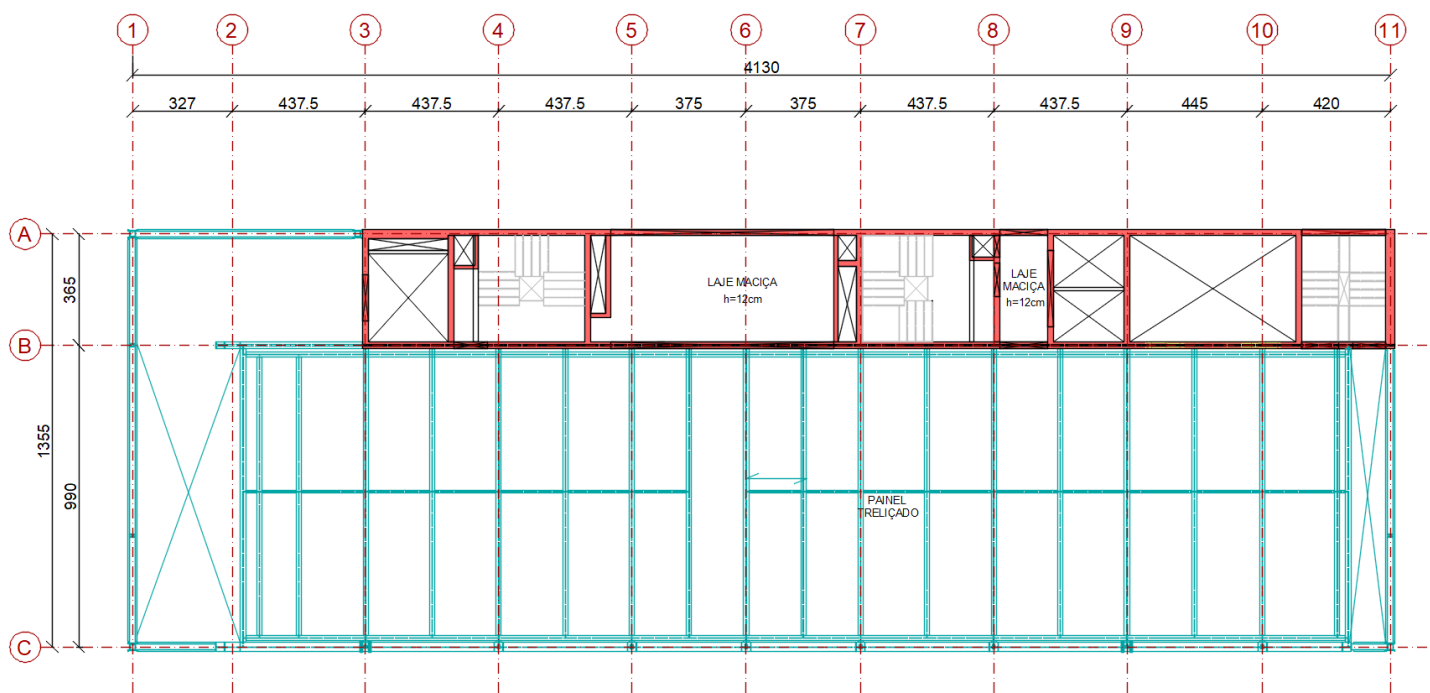 1 2 3 4 5 6 7 8 9 10 11
4130
327 437.5 437.5 437.5 375 375 437.5 437.5 445 420
A
365
LAJE MACIÇA
h=12cm
LAJE
MACIÇA
h=12cm
B
1355
990
PAINEL
TRELIÇADO
C